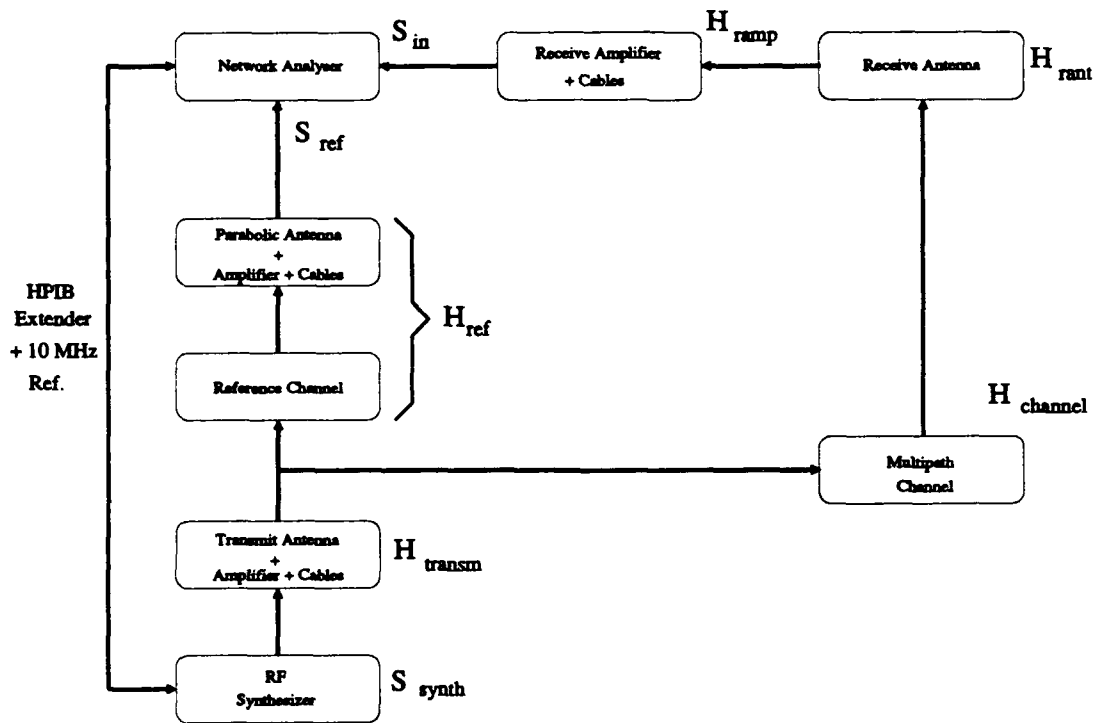 S in
H ramp
Network Analyser
Receive Amplifier
+ Cables
Receive Antenna
H rant
S ref
Parabolic Antenna
+
Amplifier + Cables
HPIB
Extender
+ 10 MHz
Ref.
H ref
Reference Channel
H channel
Multipath
Channel
Transmit Antenna
+
Amplifier + Cables
H transm
RF
Synthesizer
S synth